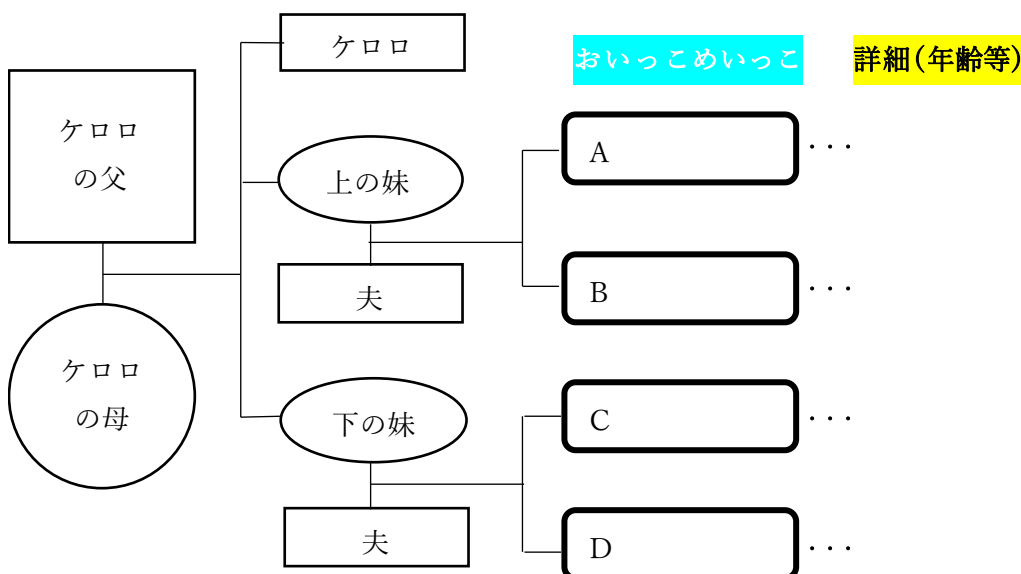 ケロロ
おいっこめいっこ
詳細(年齢等)
ケロロ
の父
上の妹
A
・・・
夫
B
・・・
ケロロ
の母
下の妹
C
・・・
夫
D
・・・